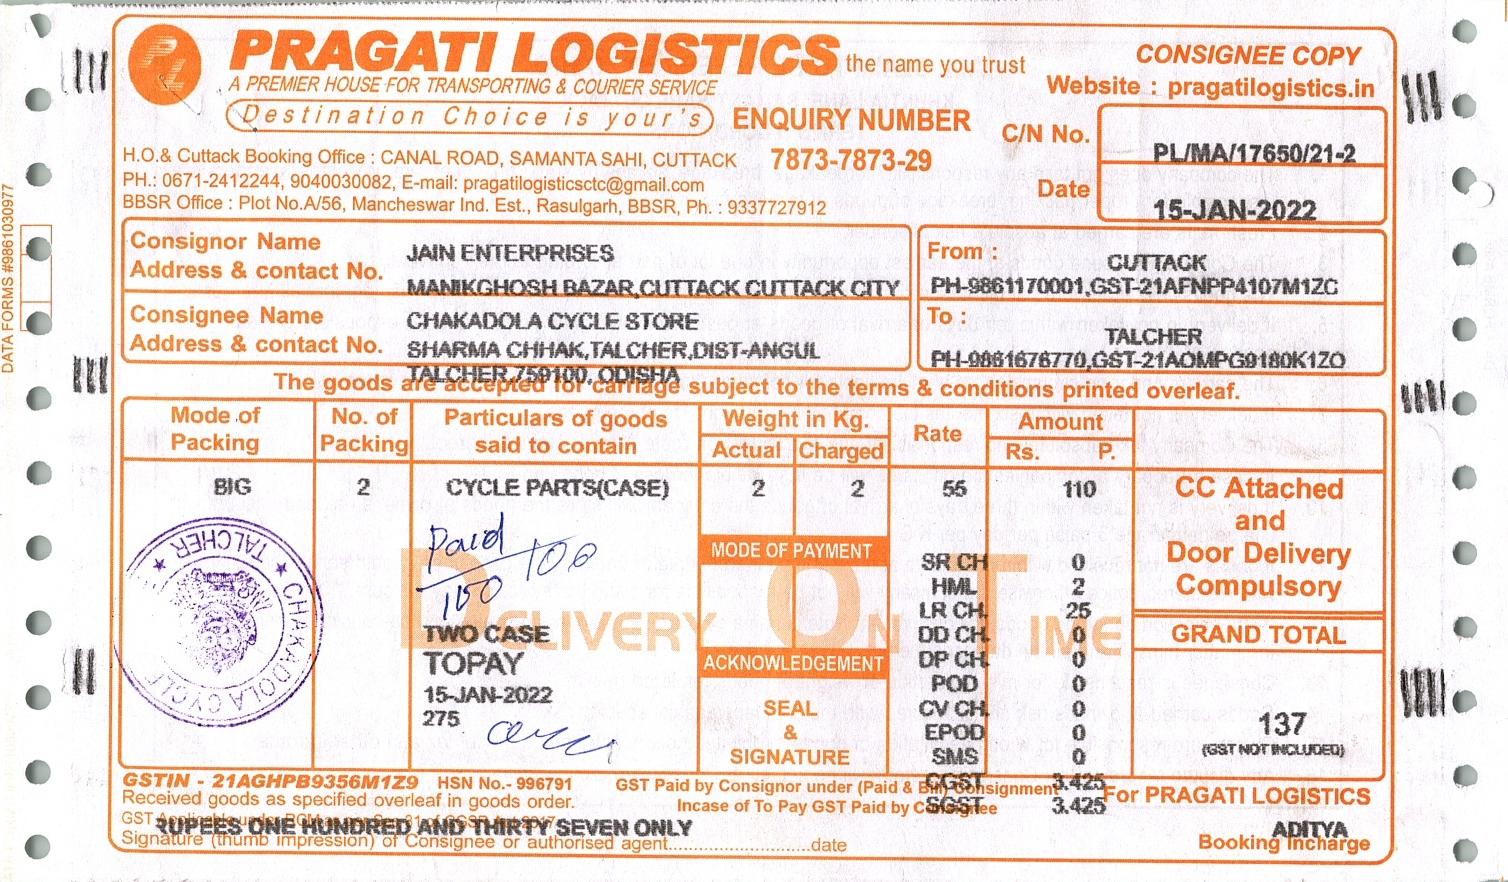 PRAGATI LOGISTICS the name you trust
A PREMIER HOUSE FOR TRANSPORTING & COURIER SERVICE
Destination Choice is your's
ENQUIRY NUMBER
7873-7873-29
CONSIGNEE COPY
Website : pragatilogistics.in
C/N No. PL/MA/17650/21-2
Date 15-JAN-2022
H.O.& Cuttack Booking Office : CANAL ROAD, SAMANTA SAHI, CUTTACK
PH.: 0671-2412244, 9040030082, E-mail: pragatilogisticsctc@gmail.com
BBSR Office : Plot No.A/56, Mancheswar Ind. Est., Rasulgarh, BBSR, Ph. : 9337727912
DATA FORMS #9861030977
Consignor Name JAIN ENTERPRISES
Address & contact No. MANIKGHOSH BAZAR,CUTTACK CUTTACK CITY
From : CUTTACK
PH-9861170001,GST-21AFNPP4107M1ZC
Consignee Name CHAKADOLA CYCLE STORE
Address & contact No. SHARMA CHHAK,TALCHER,DIST-ANGUL
TALCHER,759100, ODISHA
To : TALCHER
PH-9861676770,GST-21AOMPG9180K1ZO
The goods are accepted for carriage subject to the terms & conditions printed overleaf.
Mode of Packing
No. of Packing
Particulars of goods said to contain
Weight in Kg.
Actual Charged
Rate
Amount
Rs. P.
BIG 2 CYCLE PARTS(CASE) 2 2 55 110
CC Attached
and
Door Delivery
Compulsory
Paid 100
100
DELIVERY ON TIME
MODE OF PAYMENT
SR CH 0
HML 2
LR CH. 25
DD CH. 0
DP CH. 0
POD 0
CV CH. 0
EPOD 0
SMS 0
CGST 3.425
SGST 3.425
TWO CASE
TOPAY
15-JAN-2022
275
ACKNOWLEDGEMENT
SEAL
&
SIGNATURE
GRAND TOTAL
137
(GST NOT INCLUDED)
CHAKADOLA CYCLE
TALCHER
GSTIN - 21AGHPB9356M1Z9 HSN No.- 996791
GST Paid by Consignor under (Paid & Bill) Consignment
Incase of To Pay GST Paid by Consignee
Received goods as specified overleaf in goods order.
RUPEES ONE HUNDRED AND THIRTY SEVEN ONLY
Signature (thumb impression) of Consignee or authorised agent..............................date
For PRAGATI LOGISTICS
ADITYA
Booking Incharge